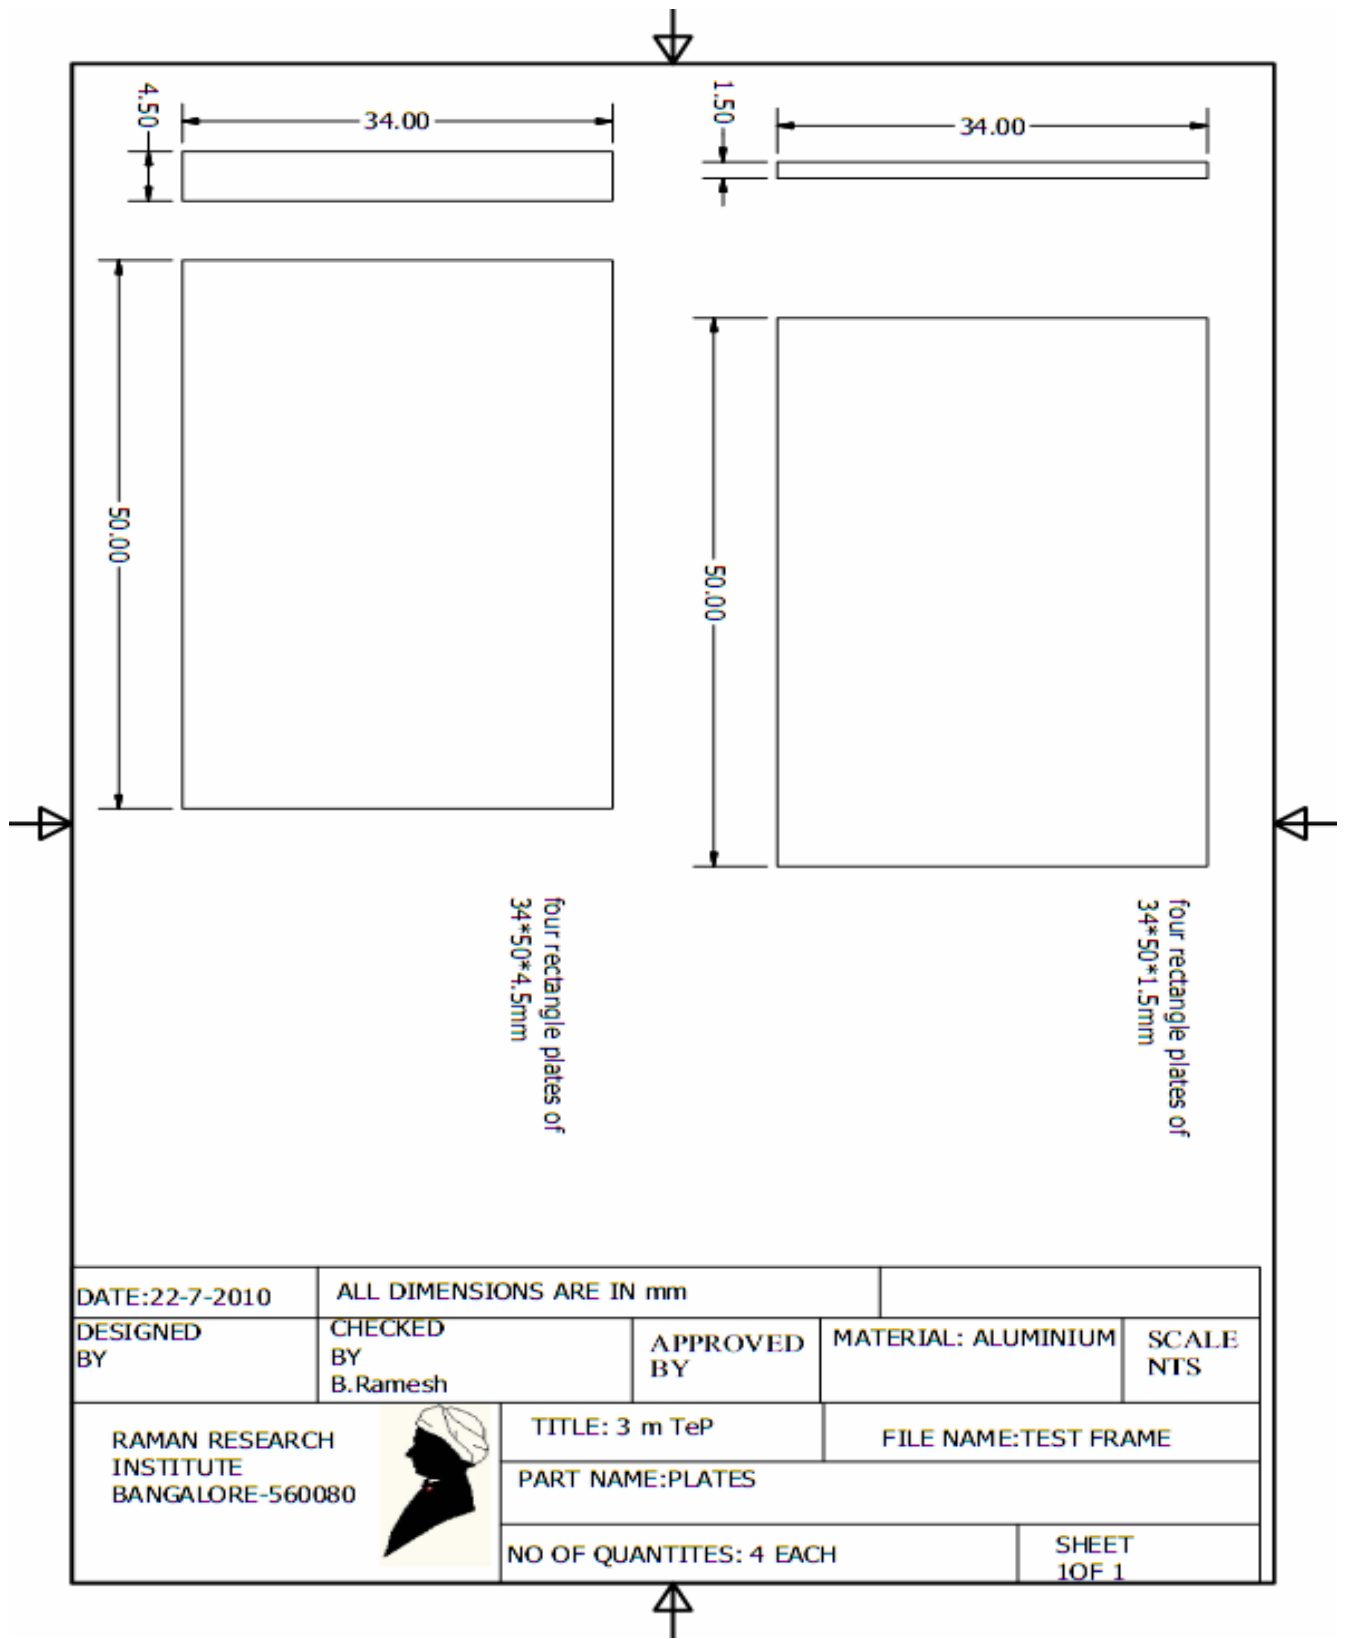 4.50
34.00
1.50
34.00
50.00
50.00
four rectangle plates of
34*50*4.5mm
four rectangle plates of
34*50*1.5mm
DATE:22-7-2010
ALL DIMENSIONS ARE IN mm
DESIGNED
BY
CHECKED
BY
B.Ramesh
APPROVED
BY
MATERIAL: ALUMINIUM
SCALE
NTS
RAMAN RESEARCH
INSTITUTE
BANGALORE-560080
TITLE: 3 m TeP
FILE NAME:TEST FRAME
PART NAME:PLATES
NO OF QUANTITES: 4 EACH
SHEET
1OF 1